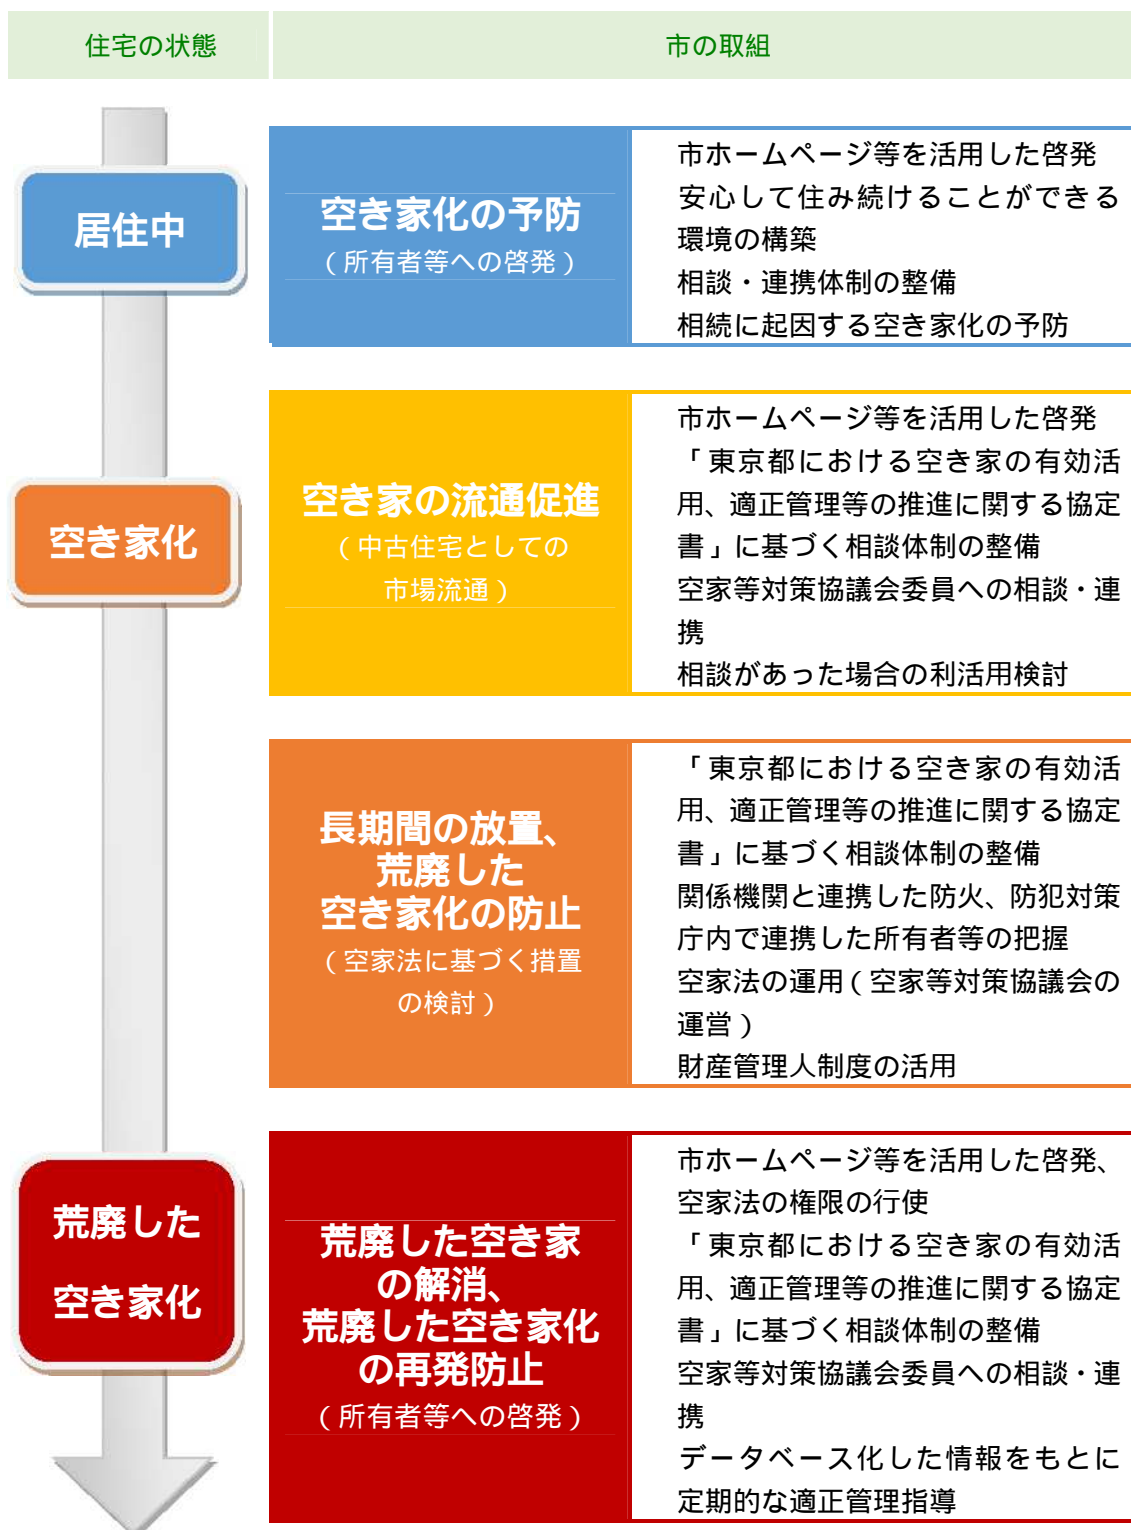 住宅の状態
市の取組
居住中
空き家化の予防
（所有者等への啓発）
市ホームページ等を活用した啓発
安心して住み続けることができる
環境の構築
相談・連携体制の整備
相続に起因する空き家化の予防
空き家化
空き家の流通促進
（中古住宅としての
市場流通）
市ホームページ等を活用した啓発
「東京都における空き家の有効活
用、適正管理等の推進に関する協定
書」に基づく相談体制の整備
空家等対策協議会委員への相談・連
携
相談があった場合の利活用検討
長期間の放置、
荒廃した
空き家化の防止
（空家法に基づく措置
の検討）
「東京都における空き家の有効活
用、適正管理等の推進に関する協定
書」に基づく相談体制の整備
関係機関と連携した防火、防犯対策
庁内で連携した所有者等の把握
空家法の運用（空家等対策協議会の
運営）
財産管理人制度の活用
荒廃した
空き家化
荒廃した空き家
の解消、
荒廃した空き家化
の再発防止
（所有者等への啓発）
市ホームページ等を活用した啓発、
空家法の権限の行使
「東京都における空き家の有効活
用、適正管理等の推進に関する協定
書」に基づく相談体制の整備
空家等対策協議会委員への相談・連
携
データベース化した情報をもとに
定期的な適正管理指導